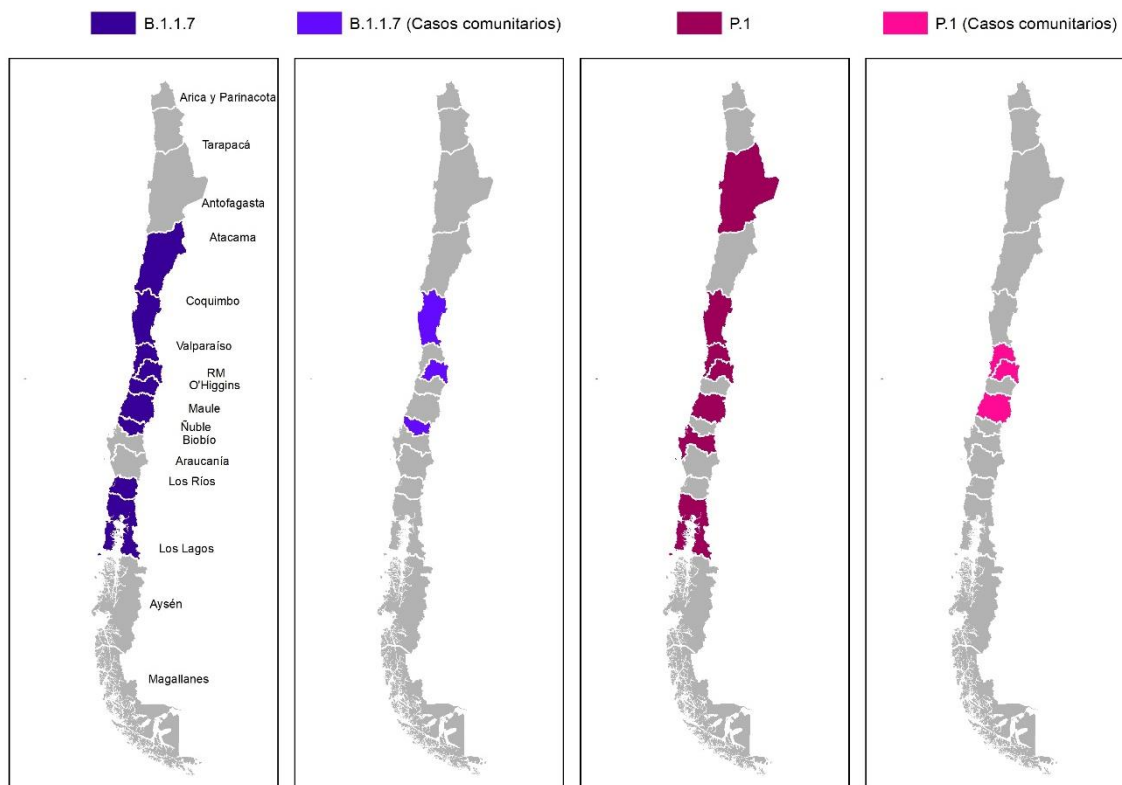 B.1.1.7
B.1.1.7 (Casos comunitarios)
P.1
P.1 (Casos comunitarios)
Arica y Parinacota
Tarapacá
Antofagasta
Atacama
Coquimbo
Valparaíso
RM
O'Higgins
Maule
Ñuble
Biobío
Araucanía
Los Ríos
Los Lagos
Aysén
Magallanes